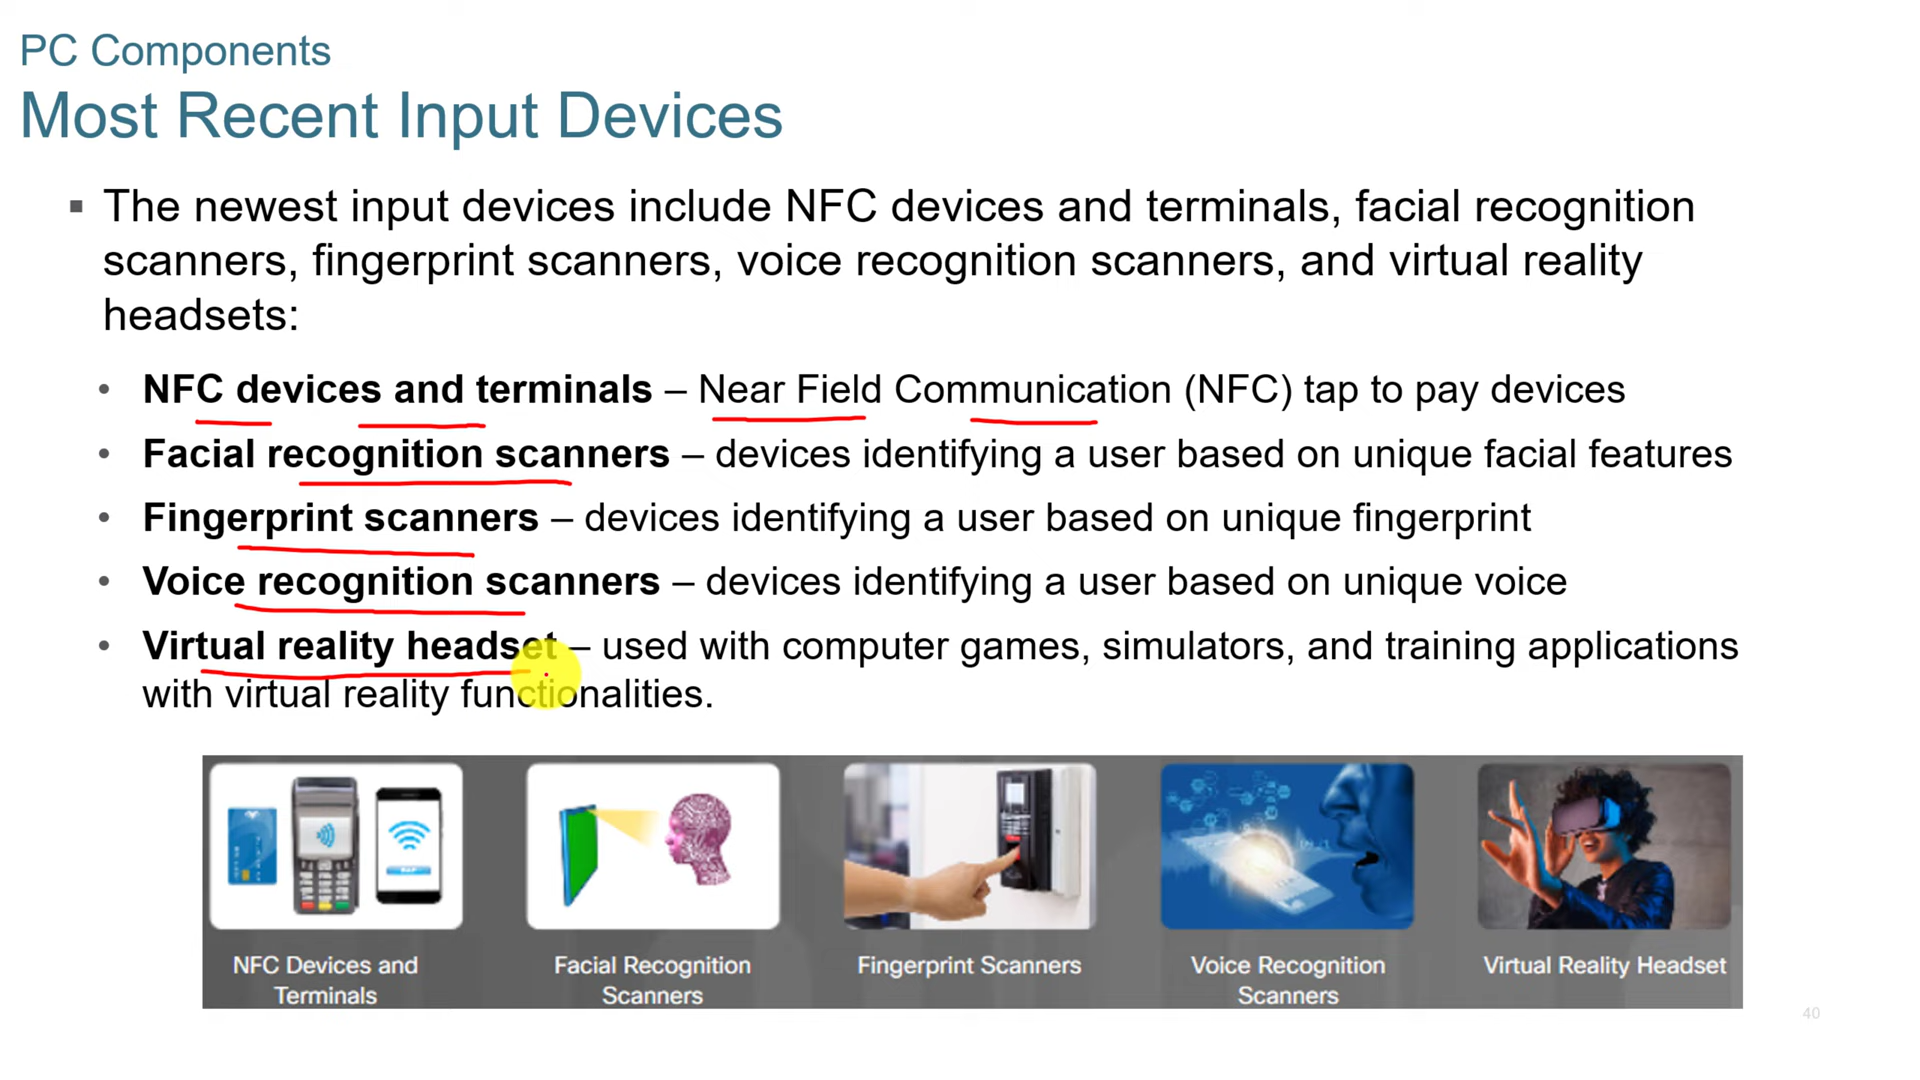 PC Components
Most Recent Input Devices
▪ The newest input devices include NFC devices and terminals, facial recognition
scanners, fingerprint scanners, voice recognition scanners, and virtual reality
headsets:
• NFC devices and terminals – Near Field Communication (NFC) tap to pay devices
• Facial recognition scanners – devices identifying a user based on unique facial features
• Fingerprint scanners – devices identifying a user based on unique fingerprint
• Voice recognition scanners – devices identifying a user based on unique voice
• Virtual reality headset – used with computer games, simulators, and training applications
with virtual reality functionalities.
NFC Devices and
Terminals
Facial Recognition
Scanners
Fingerprint Scanners
Voice Recognition
Scanners
Virtual Reality Headset
40